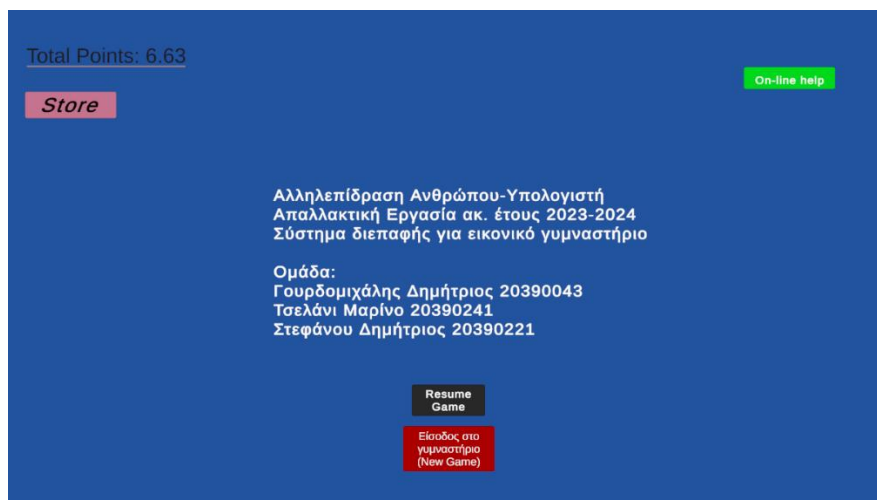 Total Points: 6.63
On-line help
Store
Αλληλεπίδραση Ανθρώπου-Υπολογιστή
Απαλλακτική Εργασία ακ. έτους 2023-2024
Σύστημα διεπαφής για εικονικό γυμναστήριο
Ομάδα:
Γουρδομιχάλης Δημήτριος 20390043
Τσελάνι Μαρίνο 20390241
Στεφάνου Δημήτριος 20390221
Resume
Game
Είσοδος στο
γυμναστήριο
(New Game)